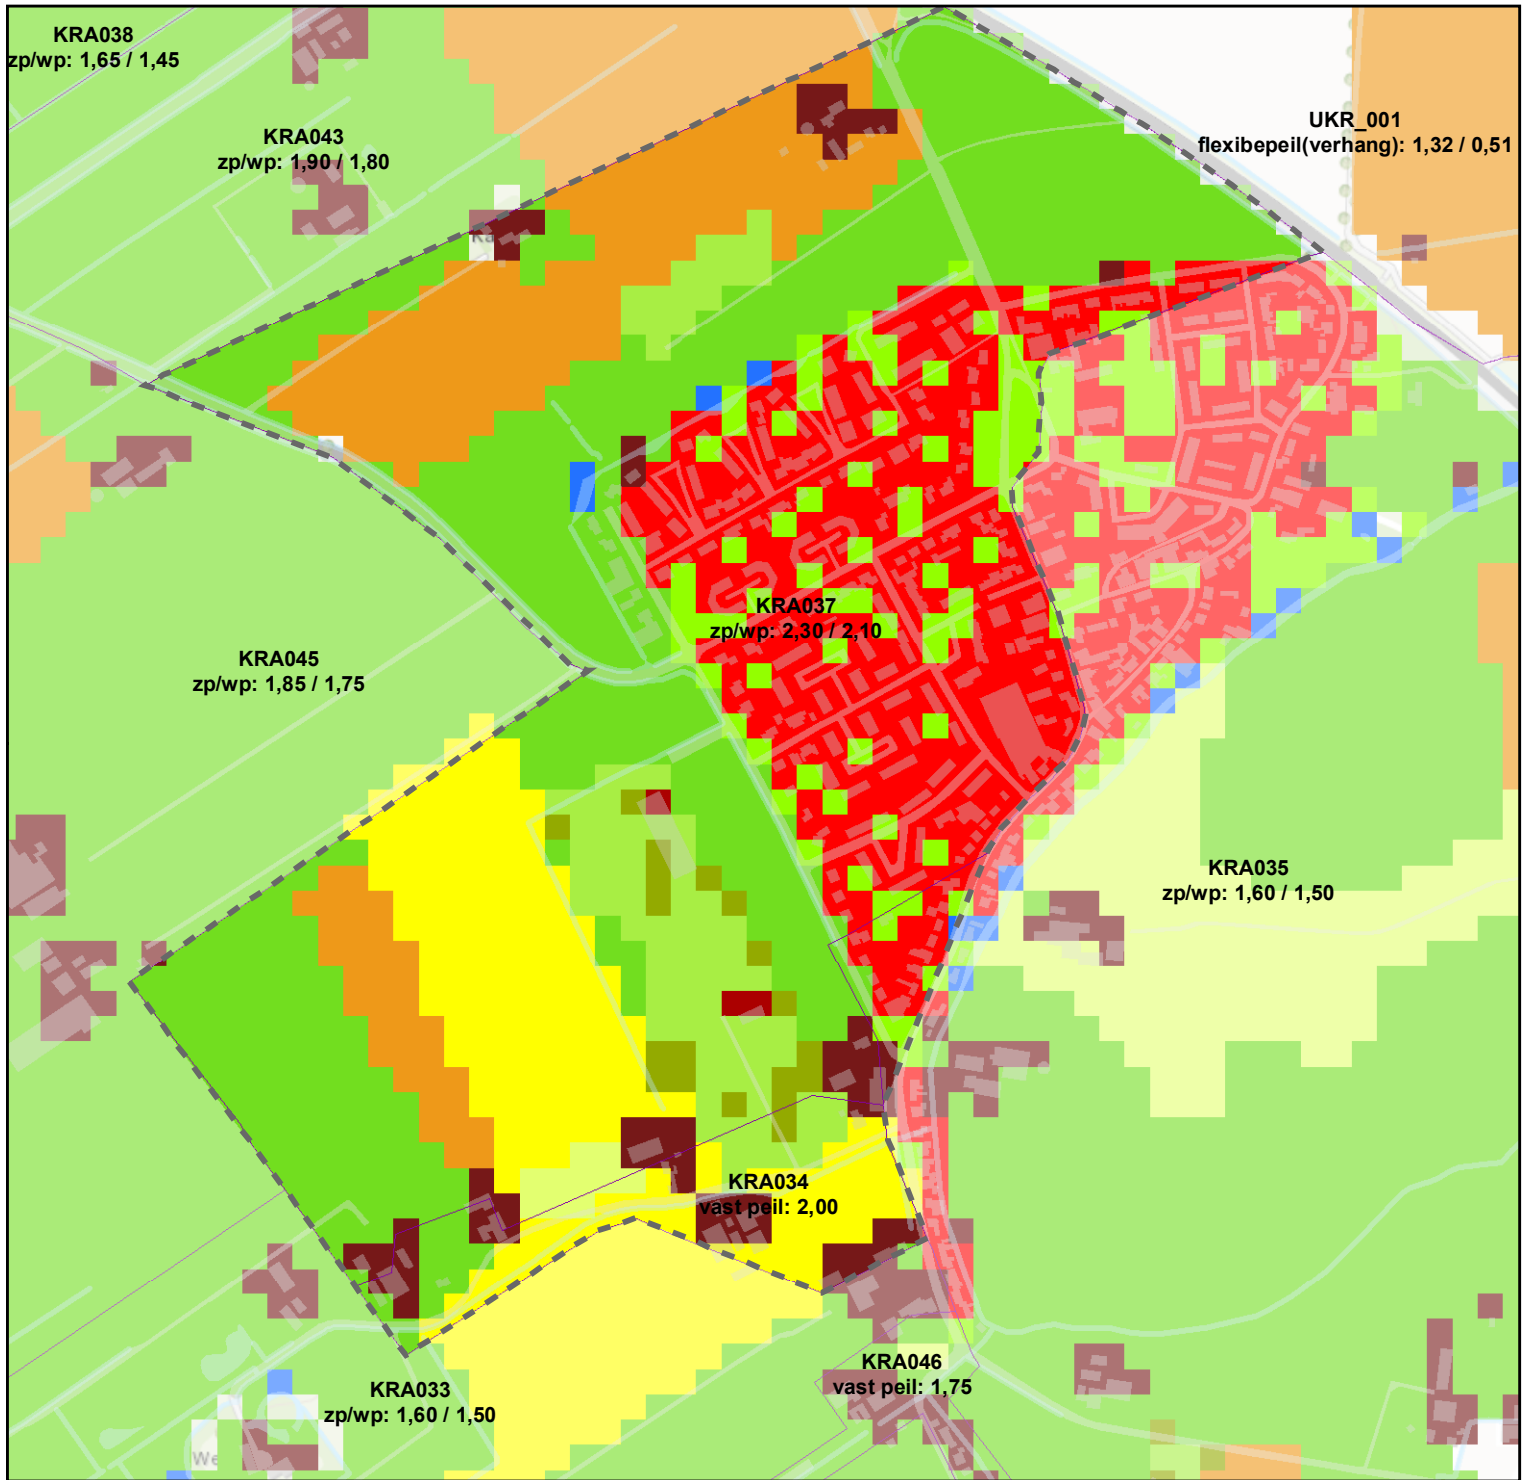 KRA038
zp/wp: 1,65 / 1,45
UKR_001
flexibepeil(verhang): 1,32 / 0,51
KRA043
zp/wp: 1,90 / 1,80
Ka
KRA037
zp/wp: 2,30 / 2,10
KRA045
zp/wp: 1,85 / 1,75
KRA035
zp/wp: 1,60 / 1,50
KRA034
vast peil: 2,00
KRA046
vast peil: 1,75
KRA033
zp/wp: 1,60 / 1,50
We